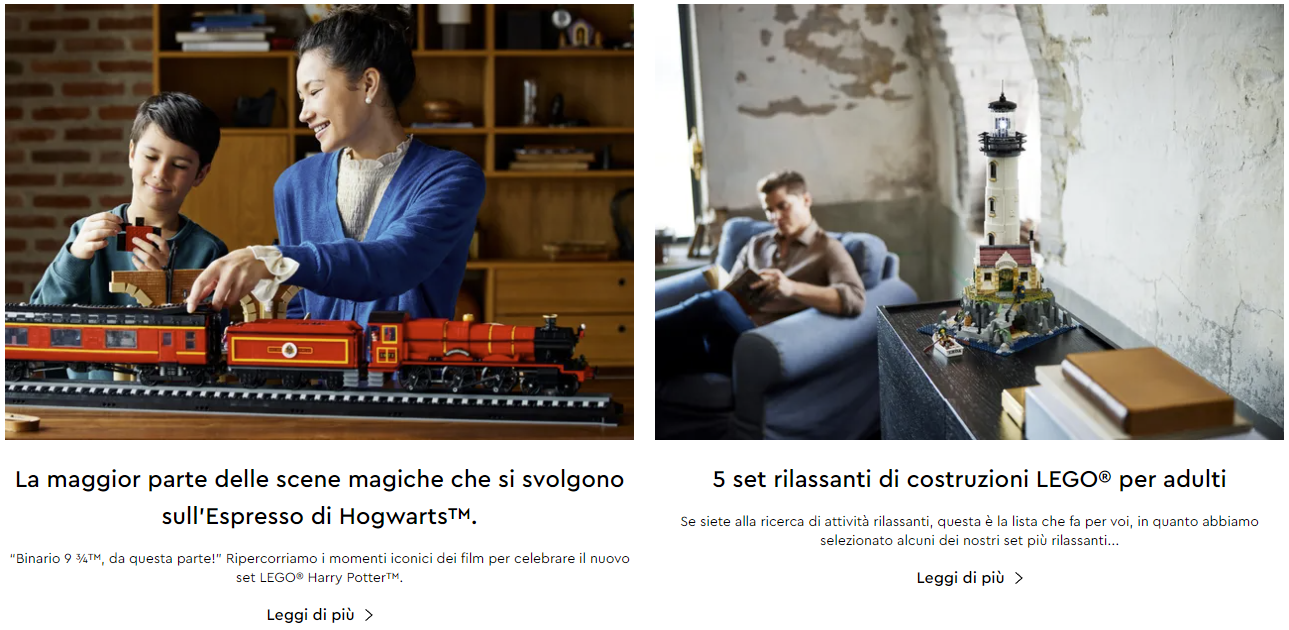 La maggior parte delle scene magiche che si svolgono
sull'Espresso di Hogwarts™.
"Binario 9 ¾™, da questa parte!" Ripercorriamo i momenti iconici dei film per celebrare il nuovo
set LEGO® Harry Potter™.
Leggi di più
5 set rilassanti di costruzioni LEGO® per adulti
Se siete alla ricerca di attività rilassanti, questa è la lista che fa per voi, in quanto abbiamo
selezionato alcuni dei nostri set più rilassanti...
Leggi di più